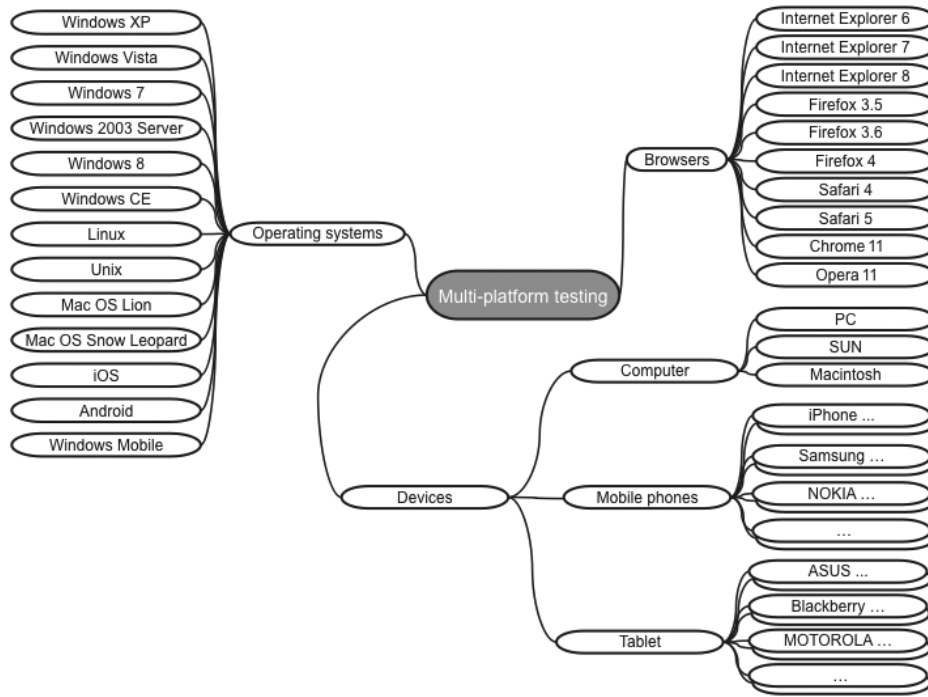 Windows XP
Windows Vista
Windows 7
Windows 2003 Server
Windows 8
Windows CE
Linux
Unix
Mac OS Lion
Mac OS Snow Leopard
iOS
Android
Windows Mobile
Operating systems
Multi-platform testing
Browsers
Internet Explorer 6
Internet Explorer 7
Internet Explorer 8
Firefox 3.5
Firefox 3.6
Firefox 4
Safari 4
Safari 5
Chrome 11
Opera 11
Devices
Computer
PC
SUN
Macintosh
Mobile phones
iPhone ...
Samsung …
NOKIA …
…
Tablet
ASUS ...
Blackberry …
MOTOROLA …
…